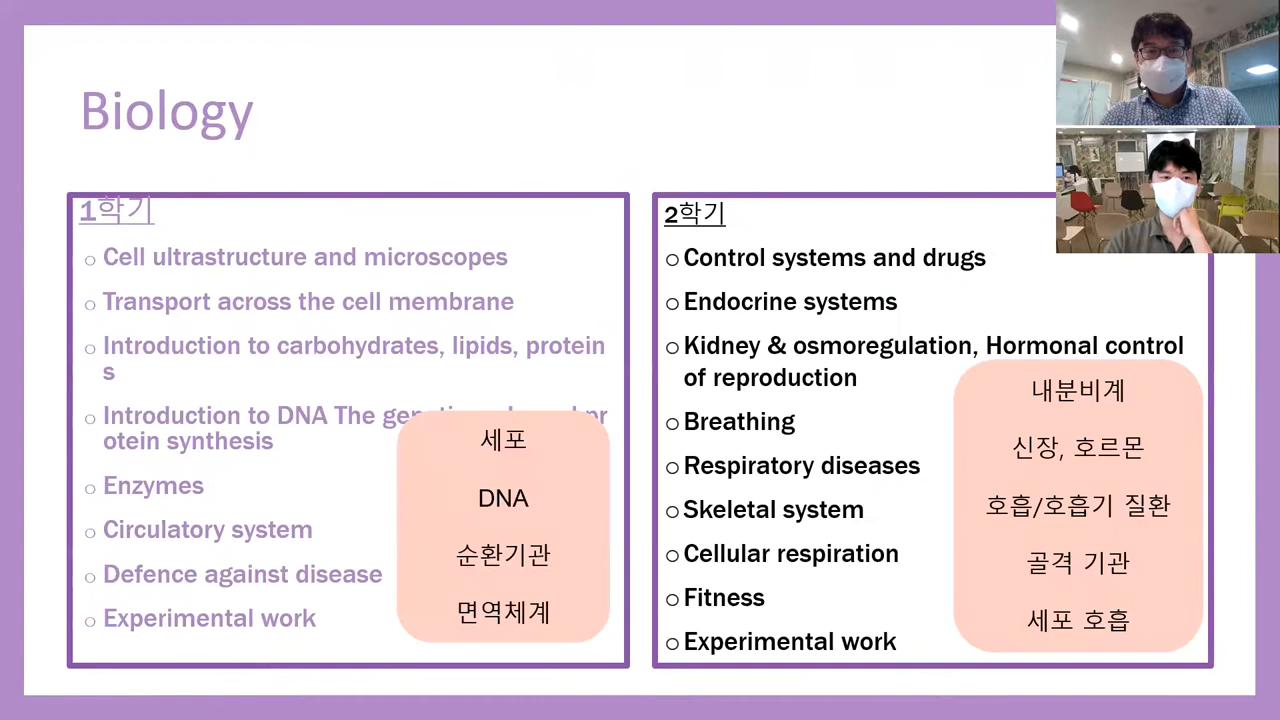 Biology
1학기
○ Cell ultrastructure and microscopes
○ Transport across the cell membrane
○ Introduction to carbohydrates, lipids, protein
s
○ Introduction to DNA The
otein synthesis
○ Enzymes
○ Circulatory system
○ Defence against disease
○ Experimental work
세포
DNA
순환기관
면역체계
2학기
○ Control systems and drugs
○ Endocrine systems
○ Kidney & osmoregulation, Hormonal control
of reproduction
○ Breathing
○ Respiratory diseases
○ Skeletal system
○ Cellular respiration
○ Fitness
○ Experimental work
내분비계
신장, 호르몬
호흡/호흡기 질환
골격 기관
세포 호흡